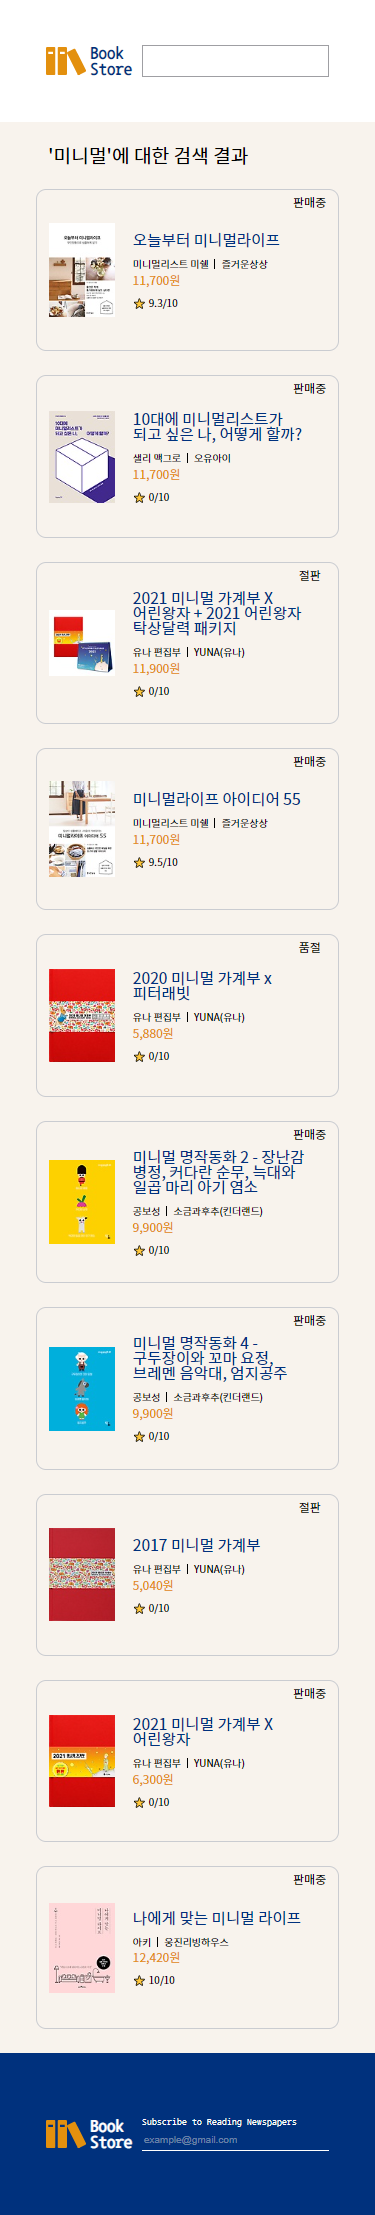 Book
Store
'미니멀'에 대한 검색 결과
판매중
오늘부터 미니멀라이프
미니멀리스트 미쉘 | 즐거운상상
11,700원
9.3/10
판매중
10대에 미니멀리스트가
되고 싶은 나, 어떻게 할까?
샐리 맥그로 | 오유아이
11,700원
0/10
절판
2021 미니멀 가계부 X
어린왕자 + 2021 어린왕자
탁상달력 패키지
유나 편집부 | YUNA(유나)
11,900원
0/10
판매중
미니멀라이프 아이디어 55
미니멀리스트 미쉘 | 즐거운상상
11,700원
9.5/10
품절
2020 미니멀 가계부 x
피터래빗
유나 편집부 | YUNA(유나)
5,880원
0/10
판매중
미니멀 명작동화 2 - 장난감
병정, 커다란 순무, 늑대와
일곱 마리 아기 염소
공보성 | 소금과후추(킨더랜드)
9,900원
0/10
판매중
미니멀 명작동화 4 -
구두장이와 꼬마 요정,
브레멘 음악대, 엄지공주
공보성 | 소금과후추(킨더랜드)
9,900원
0/10
절판
2017 미니멀 가계부
유나 편집부 | YUNA(유나)
5,040원
0/10
판매중
2021 미니멀 가계부 X
어린왕자
유나 편집부 | YUNA(유나)
6,300원
0/10
판매중
나에게 맞는 미니멀 라이프
아키 | 웅진리빙하우스
12,420원
10/10
Book
Store
Subscribe to Reading Newspapers
example@gmail.com